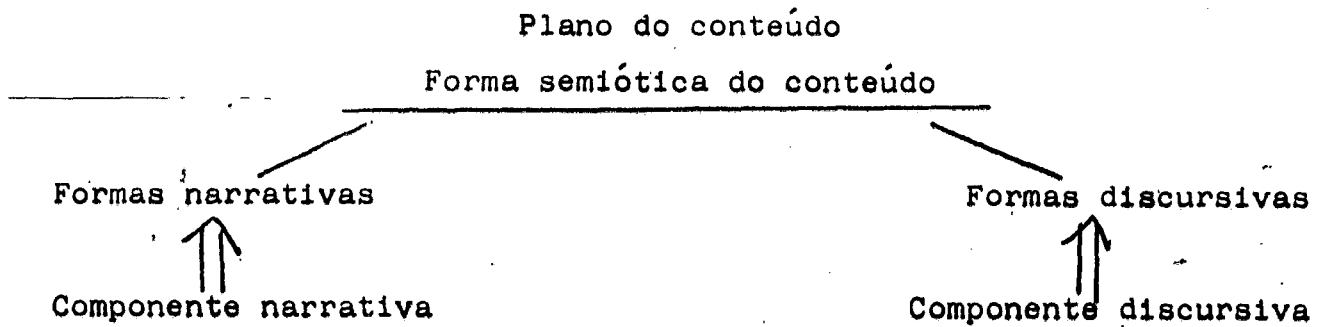 Plano do conteúdo
Forma semiótica do conteúdo
Formas narrativas Formas discursivas
Componente narrativa Componente discursiva